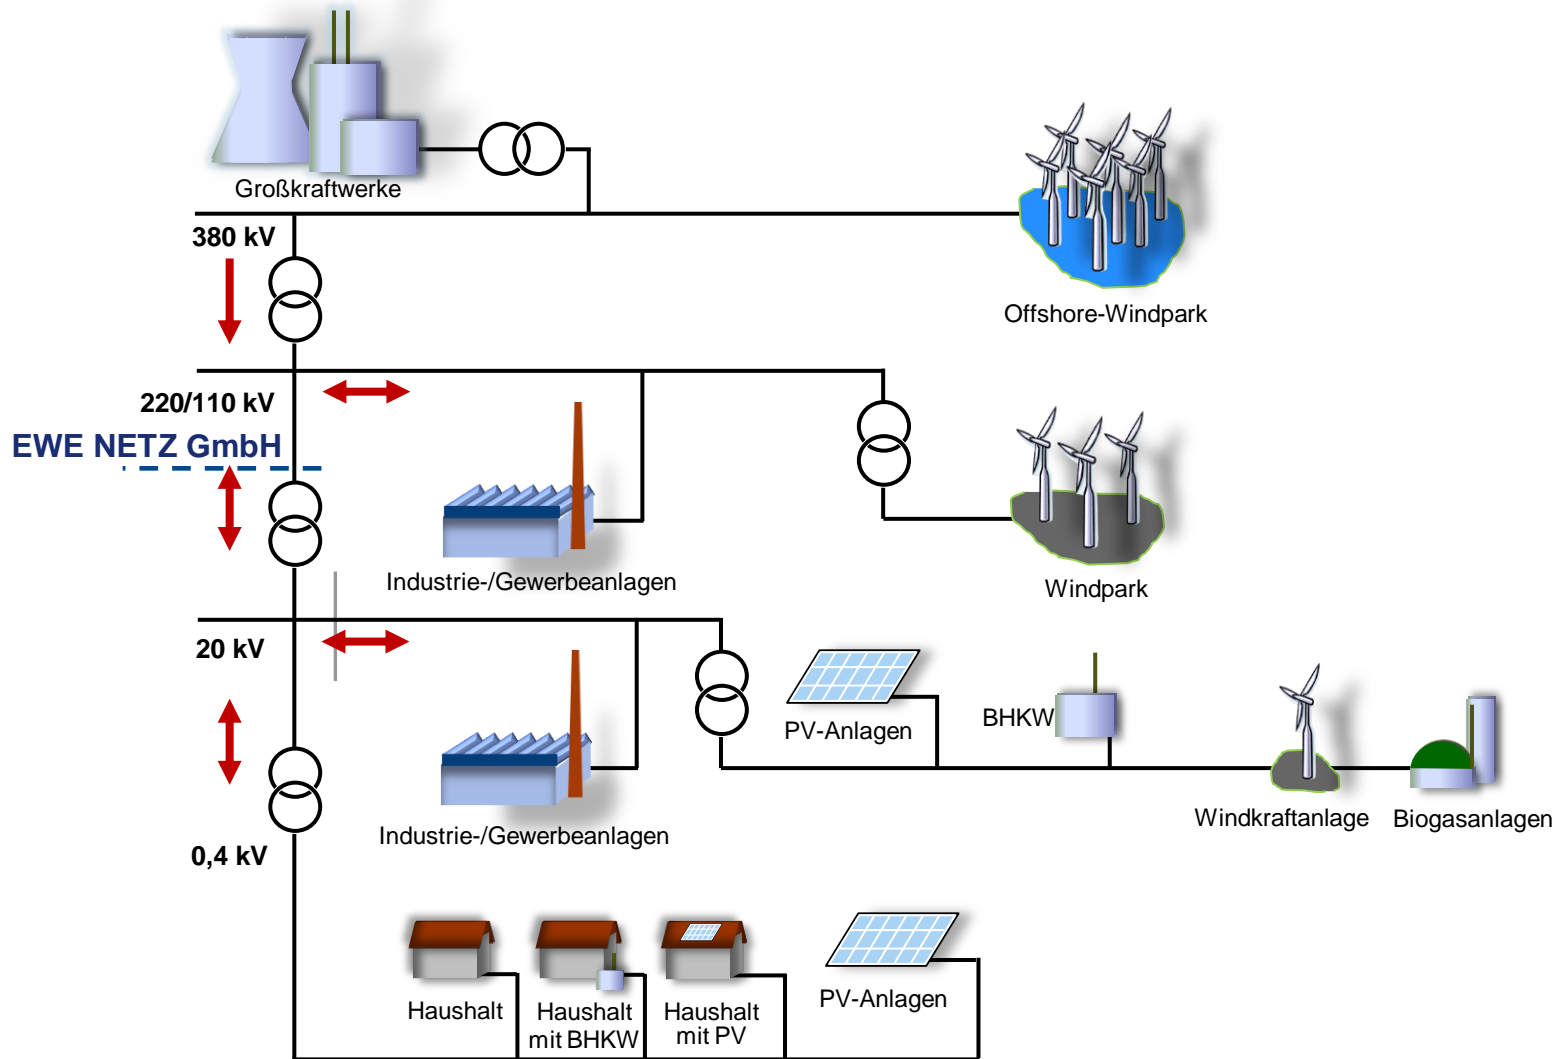 Großkraftwerke
380 kV
Offshore-Windpark
220/110 kV
EWE NETZ GmbH
Industrie-/Gewerbeanlagen
Windpark
20 kV
PV-Anlagen
BHKW
Windkraftanlage
Biogasanlagen
Industrie-/Gewerbeanlagen
0,4 kV
Haushalt
Haushalt
mit BHKW
Haushalt
mit PV
PV-Anlagen